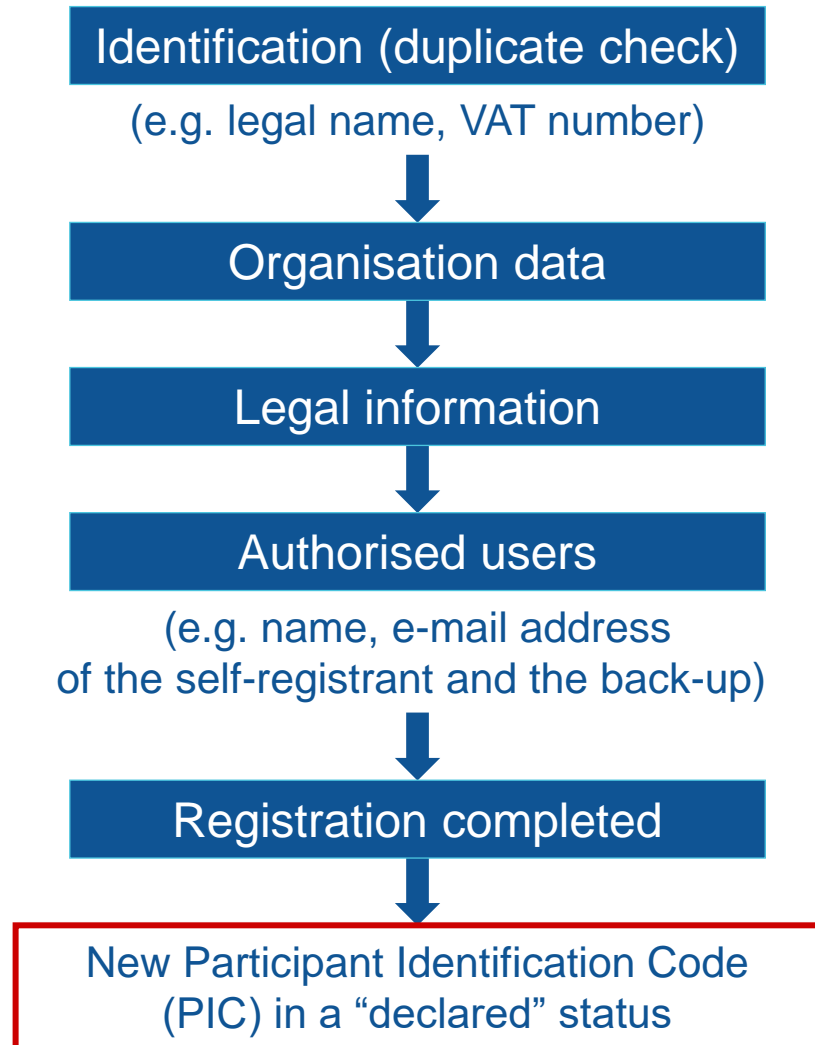 Identification (duplicate check)
(e.g. legal name, VAT number)
Organisation data
Legal information
Authorised users
(e.g. name, e-mail address
of the self-registrant and the back-up)
Registration completed
New Participant Identification Code
(PIC) in a “declared” status